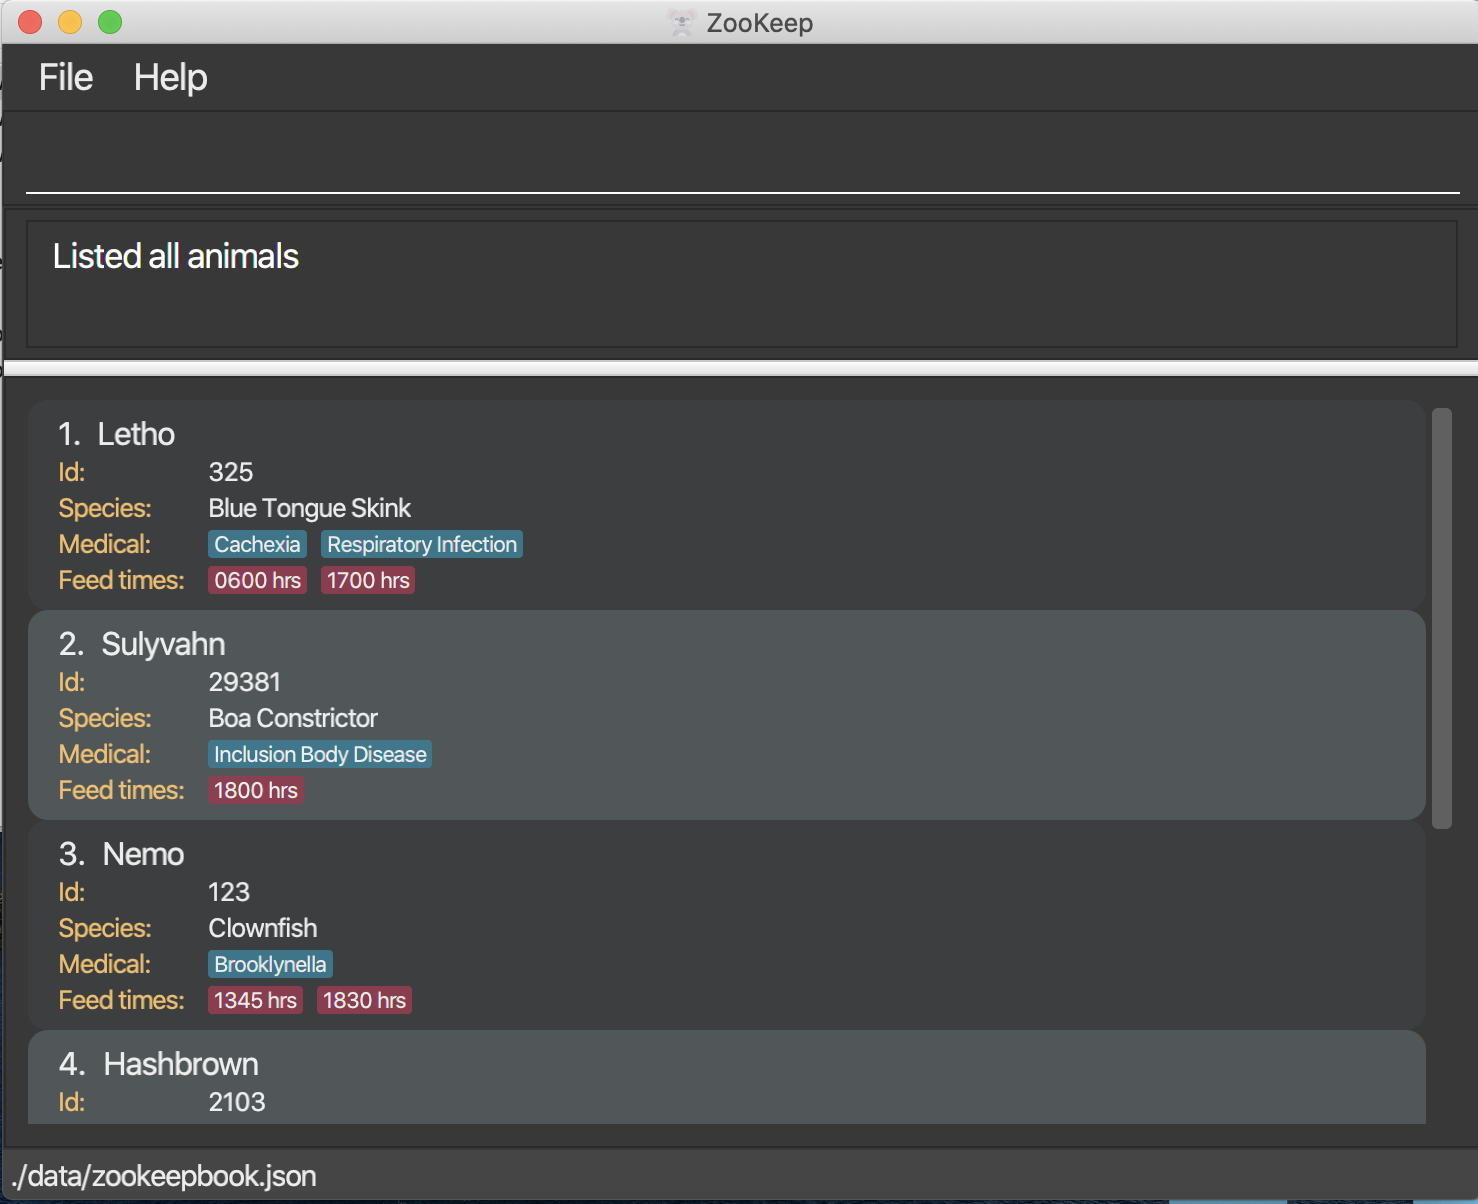 ZooKeep
File Help
Listed all animals
1. Letho
Id: 325
Species: Blue Tongue Skink
Medical: Cachexia Respiratory Infection
Feed times: 0600 hrs 1700 hrs
2. Sulyvahn
Id: 29381
Species: Boa Constrictor
Medical: Inclusion Body Disease
Feed times: 1800 hrs
3. Nemo
Id: 123
Species: Clownfish
Medical: Brooklynella
Feed times: 1345 hrs 1830 hrs
4. Hashbrown
Id: 2103
./data/zookeepbook.json